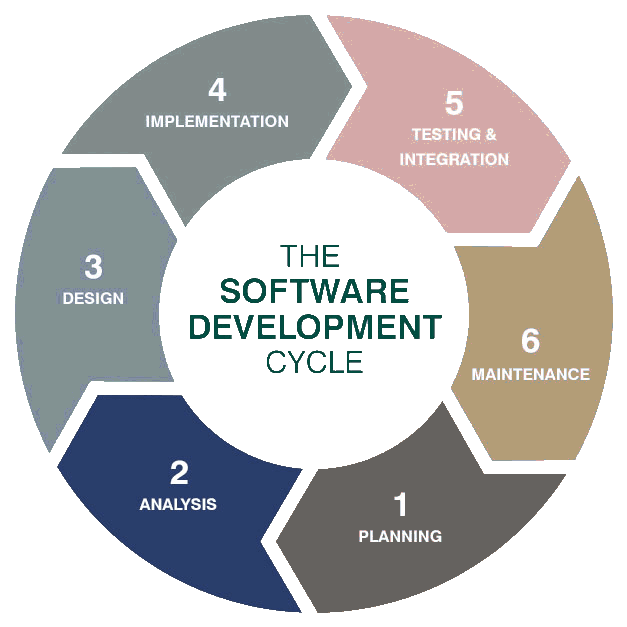 THE
SOFTWARE
DEVELOPMENT
CYCLE
1
PLANNING
2
ANALYSIS
3
DESIGN
4
IMPLEMENTATION
5
TESTING &
INTEGRATION
6
MAINTENANCE